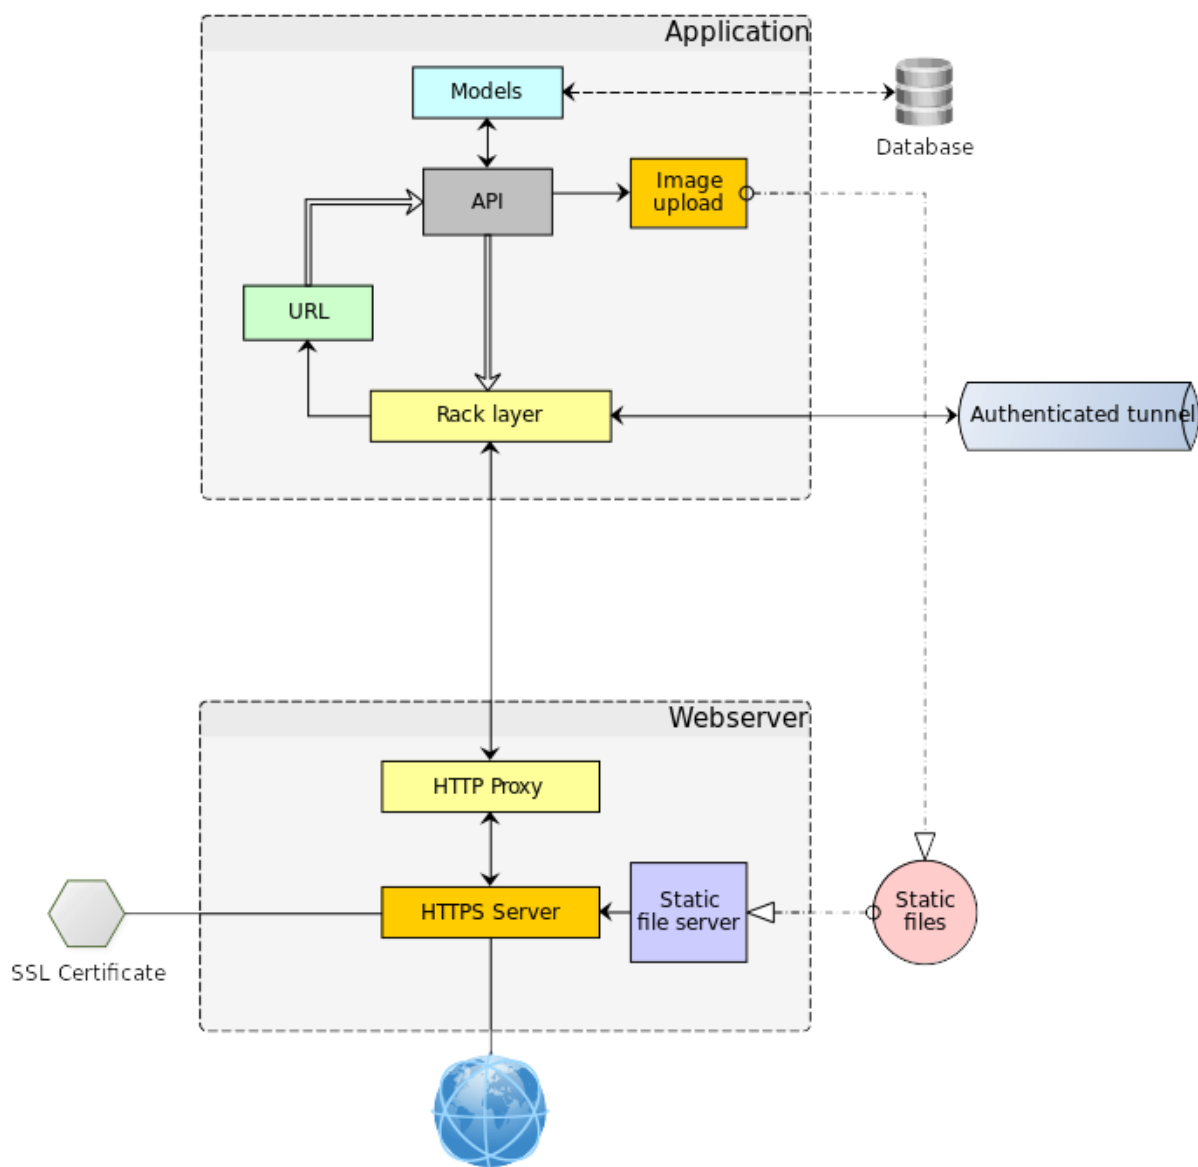 Application
Models
Database
Image
upload
API
URL
Rack layer
Authenticated tunnel
Webserver
HTTP Proxy
HTTPS Server
Static
file server
Static
files
SSL Certificate